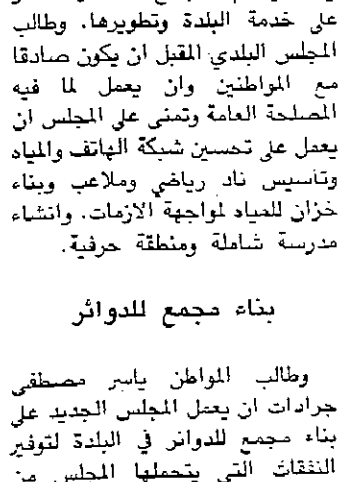 على خدمة البلدة وتطويرها. وطالب
المجلس البلدي المقبل ان يكون صادقا
مع المواطنين وان يعمل لما فيه
المصلحة العامة وتمنى على المجلس ان
يعمل على تحسين شبكة الهاتف والمياه
وتأسيس ناد رياضي وملاعب وبناء
خزان للمياه لمواجهة الازمات. وانشاء
مدرسة شاملة ومنطقة حرفية.
بناء مجمع للدوائر
وطالب المواطن ياسر مصطفى
جرادات ان يعمل المجلس الجديد على
بناء مجمع للدوائر في البلدة لتوفير
النفقات التي يتحملها المجلس من